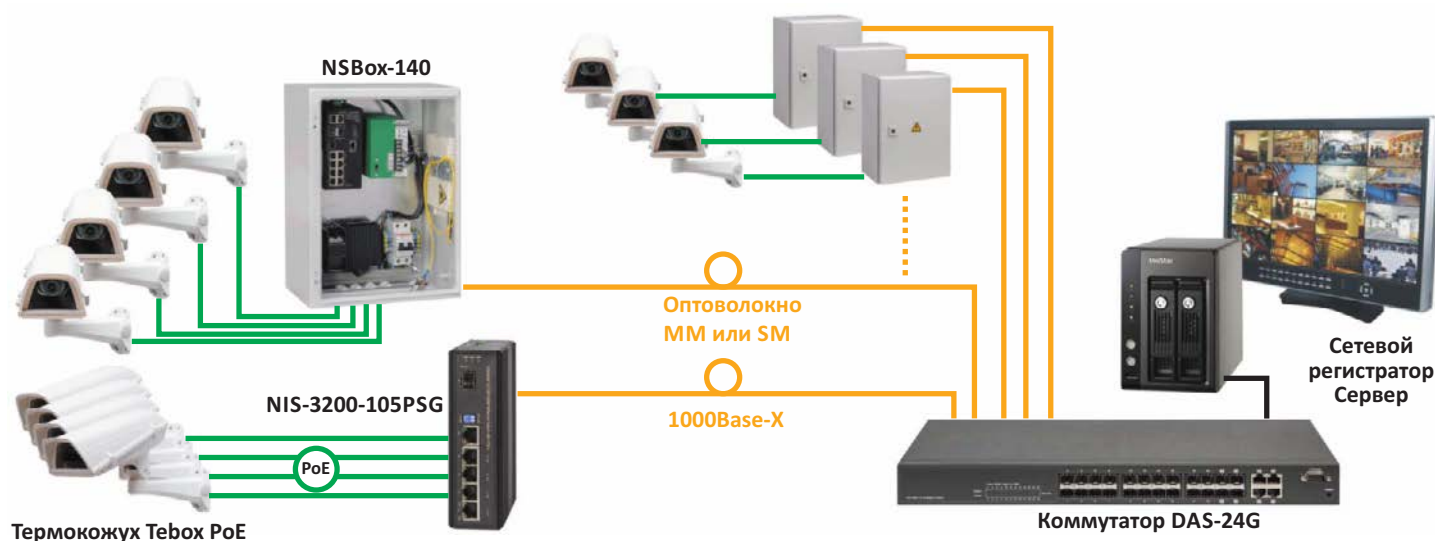 NSBox-140
Оптоволокно
MM или SM
NIS-3200-105PSG
1000Base-X
PoE
Термокожух Tebox PoE
Сетевой
регистратор
Сервер
Коммутатор DAS-24G